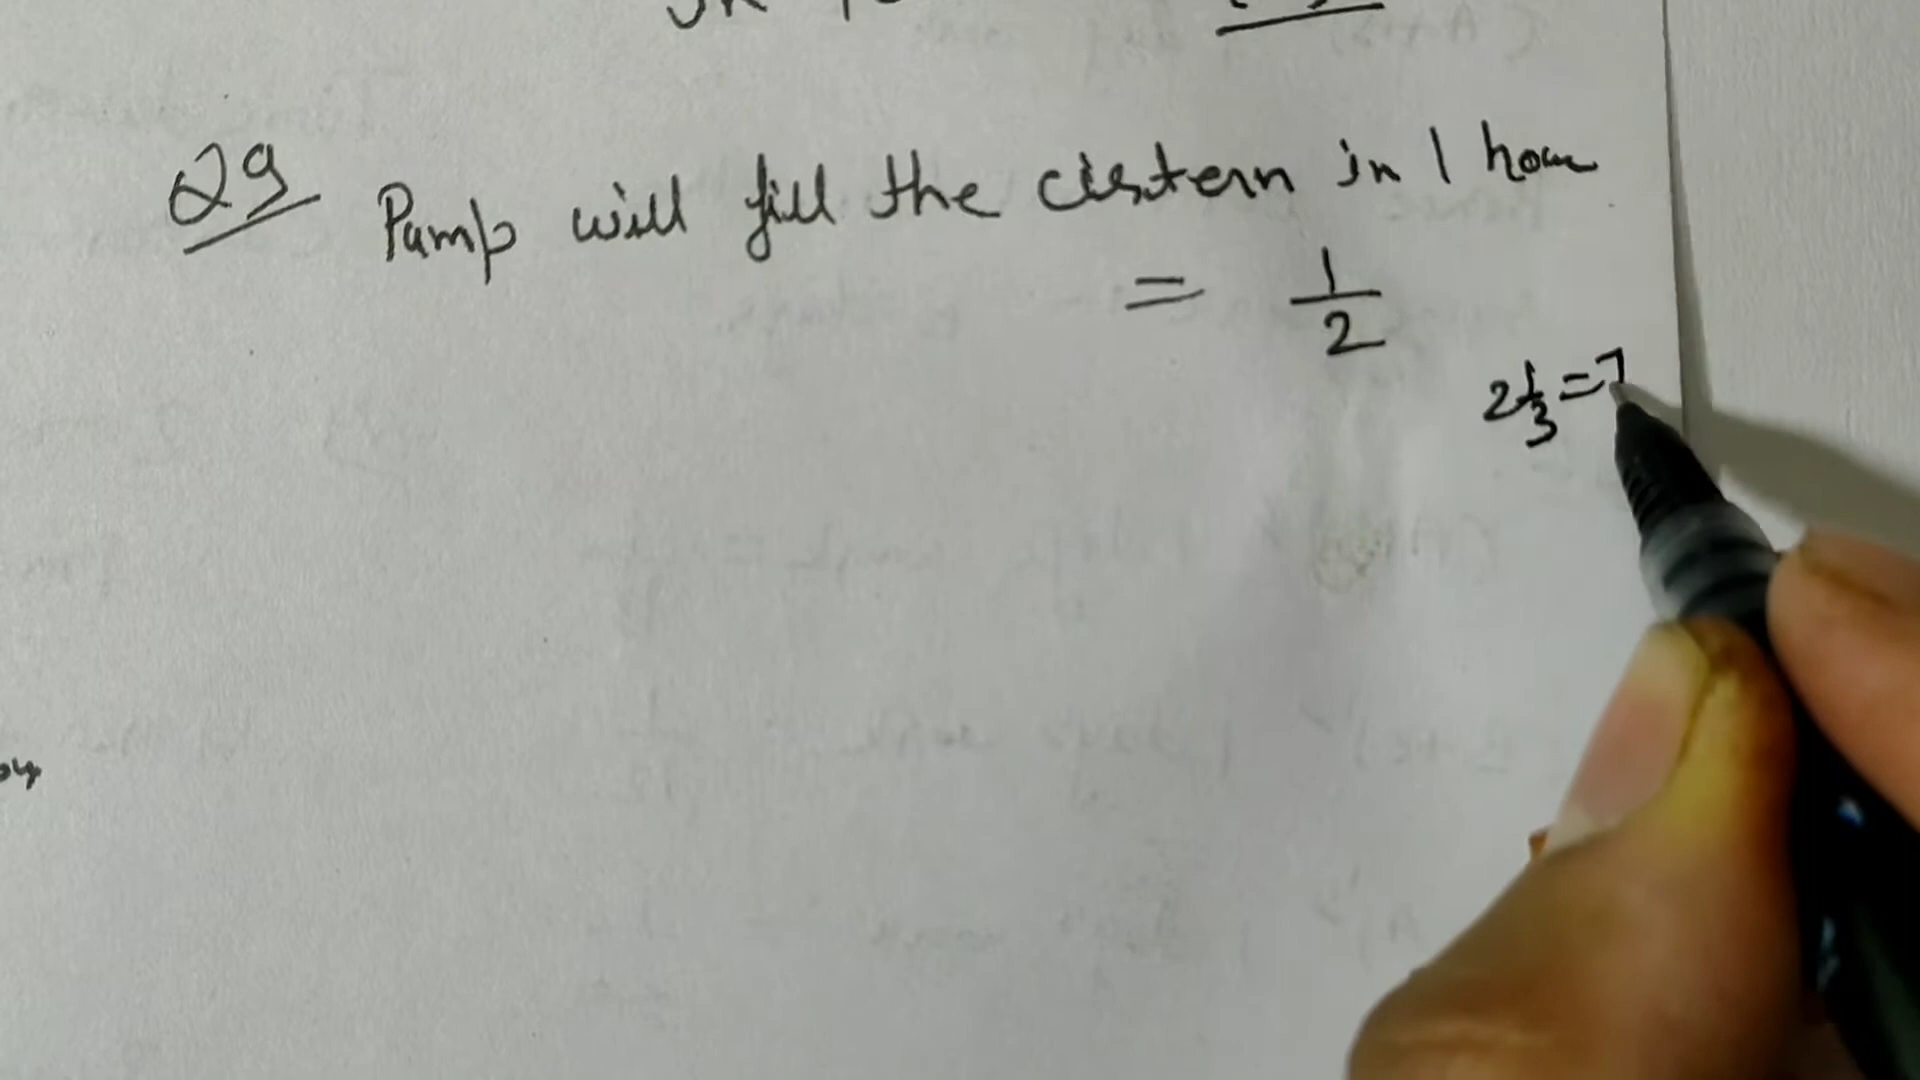 Q9 Pump will fill the cistern in 1 hour
= 1/2
2 1/3 = 7